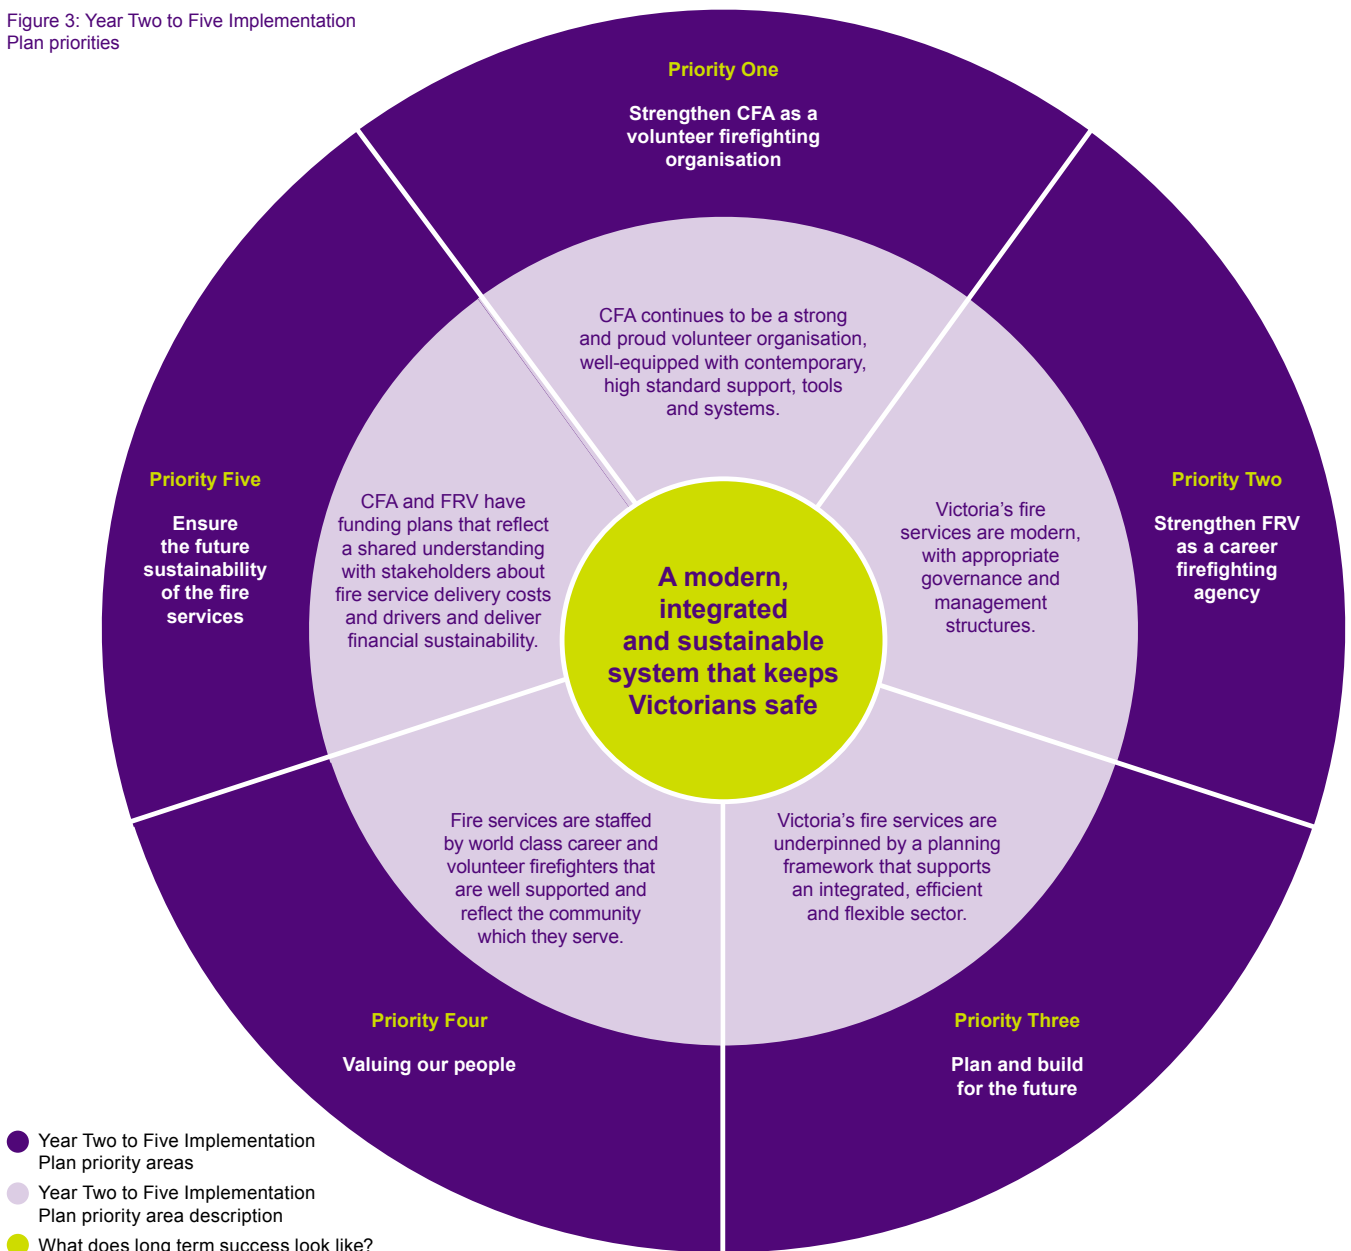 Figure 3: Year Two to Five Implementation
Plan priorities
Priority One
Strengthen CFA as a
volunteer firefighting
organisation
CFA continues to be a strong
and proud volunteer organisation,
well-equipped with contemporary,
high standard support, tools
and systems.
Priority Two
Strengthen FRV
as a career
firefighting
agency
Victoria's fire
services are modern,
with appropriate
governance and
management
structures.
Priority Three
Plan and build
for the future
Victoria's fire services are
underpinned by a planning
framework that supports
an integrated, efficient
and flexible sector.
Priority Four
Valuing our people
Fire services are staffed
by world class career and
volunteer firefighters that
are well supported and
reflect the community
which they serve.
Priority Five
Ensure
the future
sustainability
of the fire
services
CFA and FRV have
funding plans that reflect
a shared understanding
with stakeholders about
fire service delivery costs
and drivers and deliver
financial sustainability.
A modern,
integrated
and sustainable
system that keeps
Victorians safe
Year Two to Five Implementation
Plan priority areas
Year Two to Five Implementation
Plan priority area description
What does long term success look like?